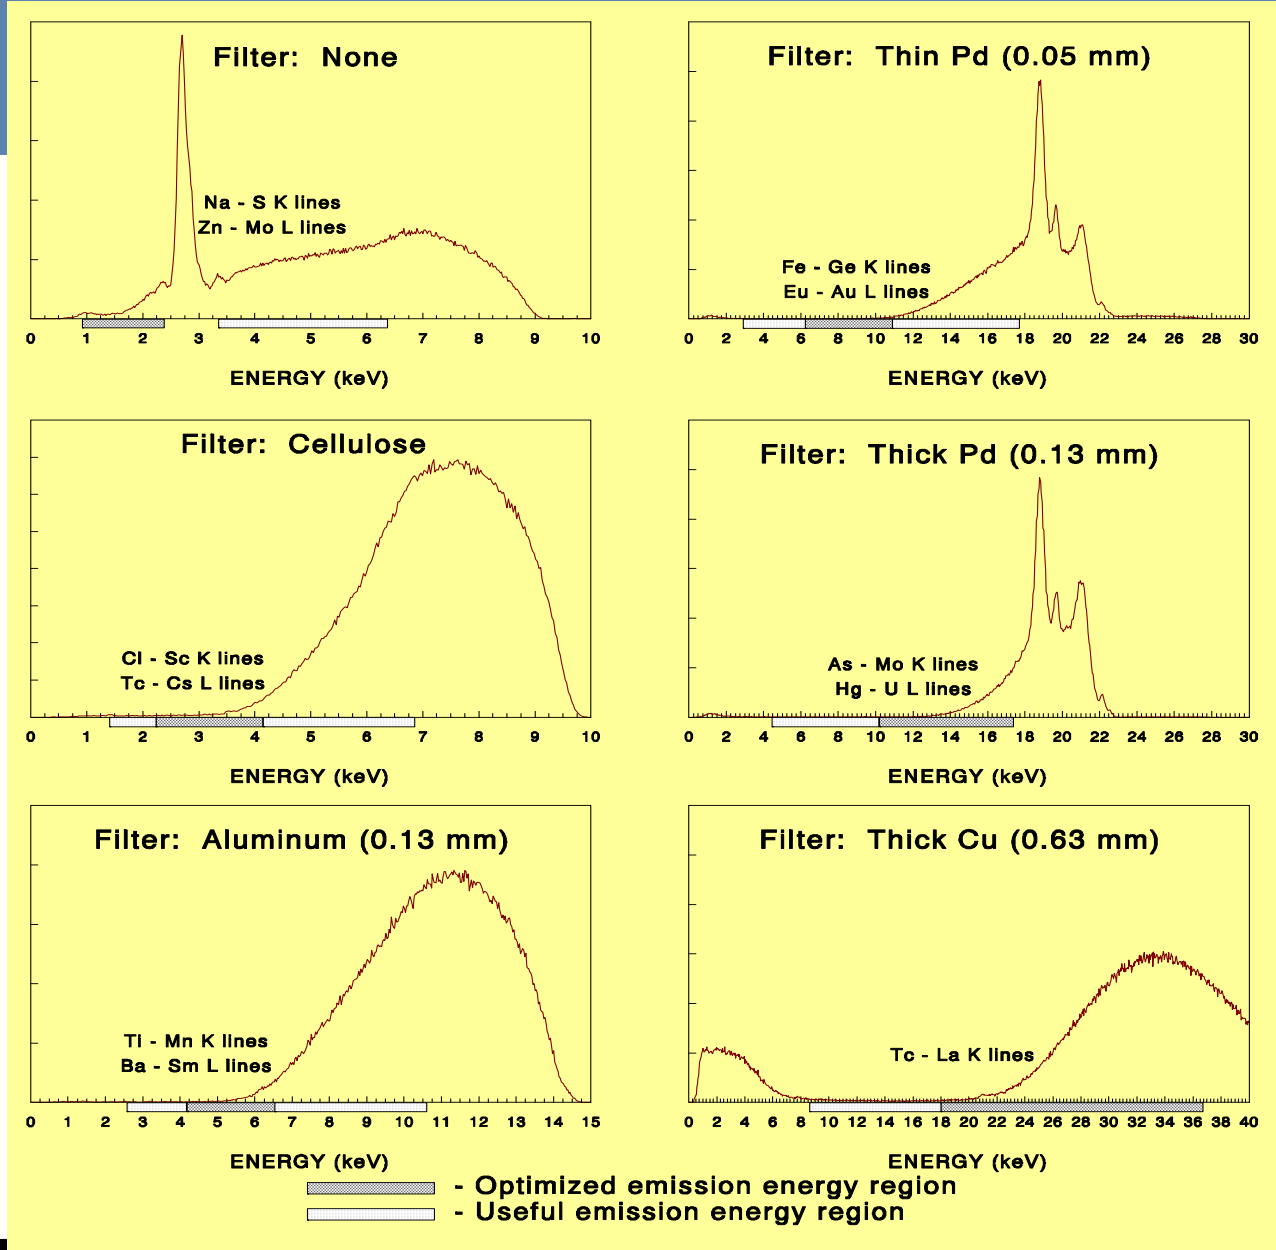 Filter: None
Na - S K lines
Zn - Mo L lines
0 1 2 3 4 5 6 7 8 9 10
ENERGY (keV)
Filter: Thin Pd (0.05 mm)
Fe - Ge K lines
Eu - Au L lines
0 2 4 6 8 10 12 14 16 18 20 22 24 26 28 30
ENERGY (keV)
Filter: Cellulose
Cl - Sc K lines
Tc - Cs L lines
0 1 2 3 4 5 6 7 8 9 10
ENERGY (keV)
Filter: Thick Pd (0.13 mm)
As - Mo K lines
Hg - U L lines
0 2 4 6 8 10 12 14 16 18 20 22 24 26 28 30
ENERGY (keV)
Filter: Aluminum (0.13 mm)
Ti - Mn K lines
Ba - Sm L lines
0 1 2 3 4 5 6 7 8 9 10 11 12 13 14 15
ENERGY (keV)
Filter: Thick Cu (0.63 mm)
Tc - La K lines
0 2 4 6 8 10 12 14 16 18 20 22 24 26 28 30 32 34 36 38 40
ENERGY (keV)
- Optimized emission energy region
- Useful emission energy region